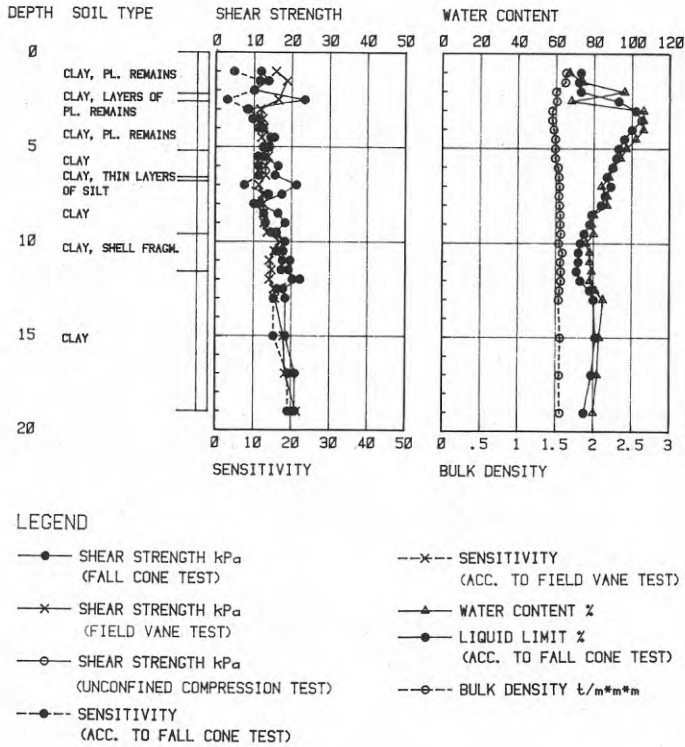 DEPTH SOIL TYPE SHEAR STRENGTH WATER CONTENT
0 10 20 30 40 50 0 20 40 60 80 100 120
0
CLAY, PL. REMAINS
CLAY, LAYERS OF
PL. REMAINS
CLAY, PL. REMAINS
5
CLAY
CLAY, THIN LAYERS
OF SILT
CLAY
10
CLAY, SHELL FRAGM.
15
CLAY
20
0 10 20 30 40 50 0 .5 1 1.5 2 2.5 3
SENSITIVITY BULK DENSITY
LEGEND
SHEAR STRENGTH kPa
(FALL CONE TEST)
SHEAR STRENGTH kPa
(FIELD VANE TEST)
SHEAR STRENGTH kPa
(UNCONFINED COMPRESSION TEST)
SENSITIVITY
(ACC. TO FALL CONE TEST)
SENSITIVITY
(ACC. TO FIELD VANE TEST)
WATER CONTENT %
LIQUID LIMIT %
(ACC. TO FALL CONE TEST)
BULK DENSITY t/m*m*m